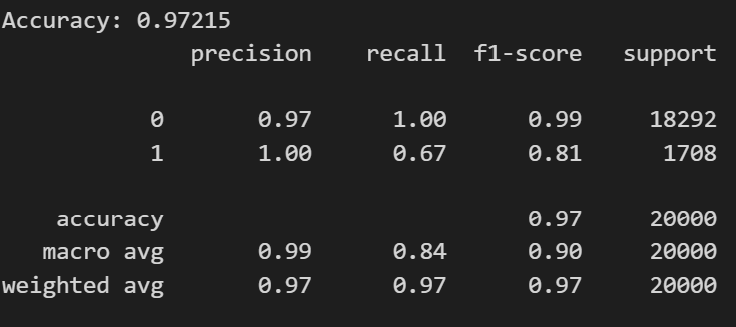 Accuracy: 0.97215
precision recall f1-score support
0 0.97 1.00 0.99 18292
1 1.00 0.67 0.81 1708
accuracy 0.97 20000
macro avg 0.99 0.84 0.90 20000
weighted avg 0.97 0.97 0.97 20000